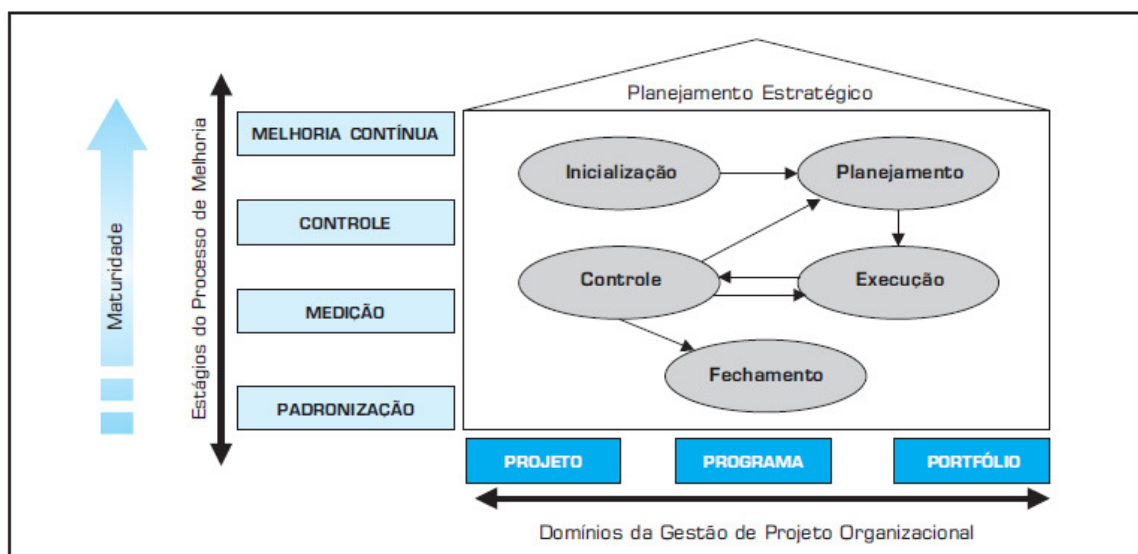 Planejamento Estratégico
Maturidade
Estágios do Processo de Melhoria
MELHORIA CONTÍNUA
CONTROLE
MEDIÇÃO
PADRONIZAÇÃO
Inicialização
Planejamento
Controle
Execução
Fechamento
PROJETO
PROGRAMA
PORTFÓLIO
Domínios da Gestão de Projeto Organizacional